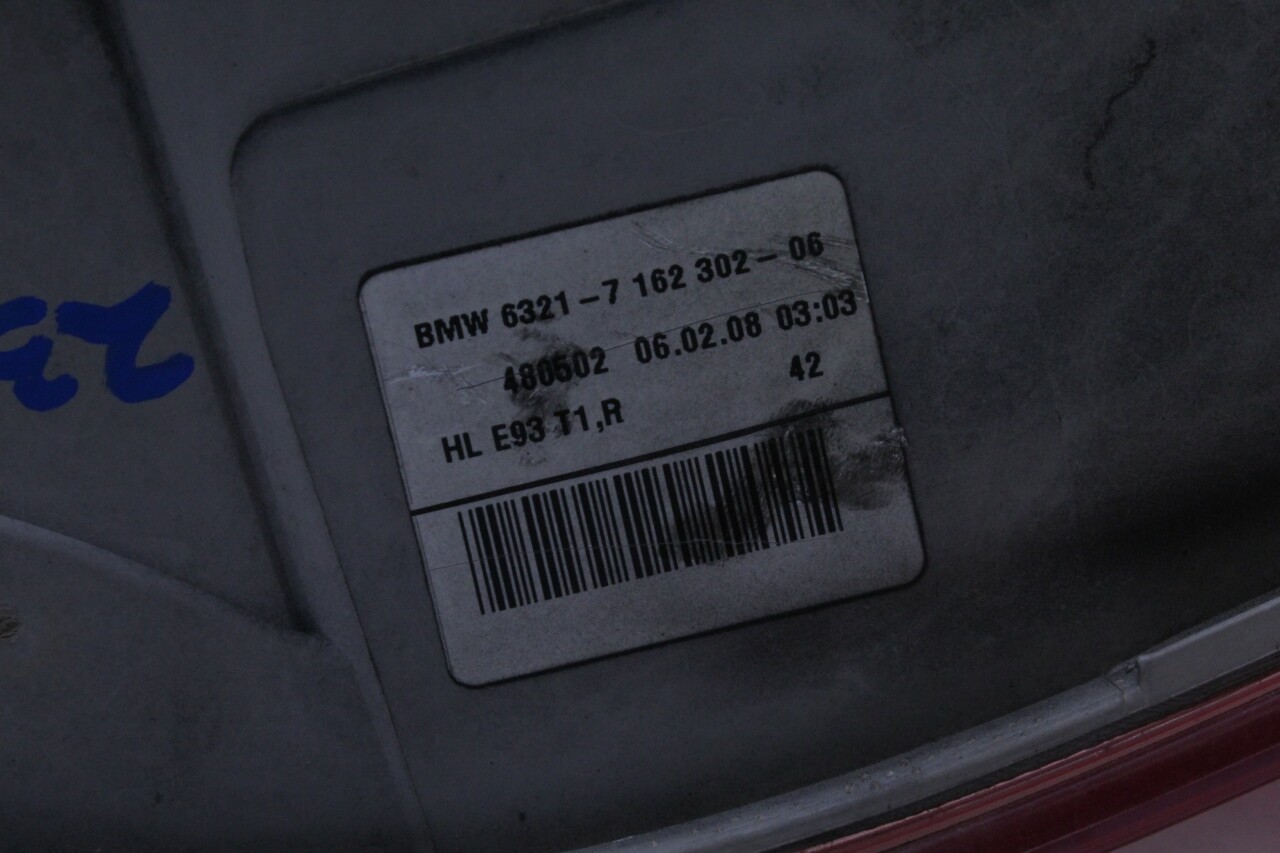 BMW 6321-7 162 302-06
480502 06.02.08 03:03
42
HL E93 T1,R